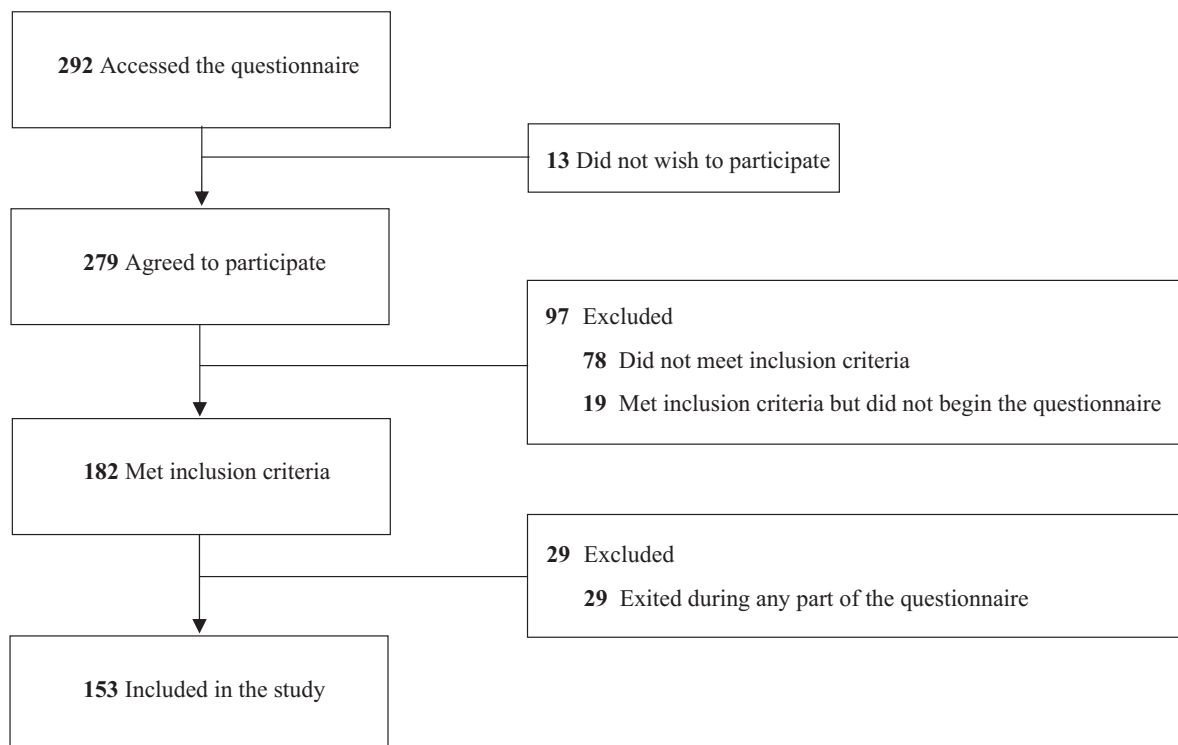 292 Accessed the questionnaire
13 Did not wish to participate
279 Agreed to participate
97 Excluded
78 Did not meet inclusion criteria
19 Met inclusion criteria but did not begin the questionnaire
182 Met inclusion criteria
29 Excluded
29 Exited during any part of the questionnaire
153 Included in the study